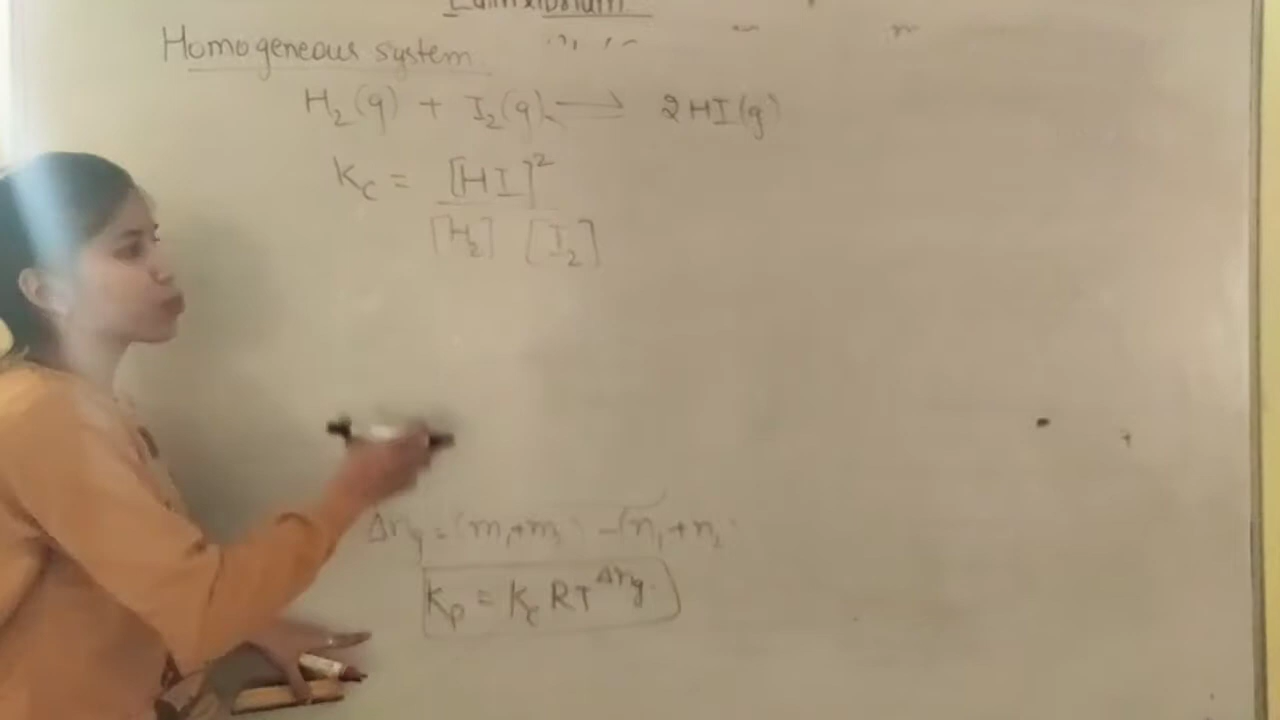 Homogeneous system
H₂(g) + I₂(g) ⇌ 2HI(g)
Kc = [HI]² / [H₂] [I₂]
Δng = (m₁+m₂) - (n₁+n₂)
Kp = Kc RT^Δng